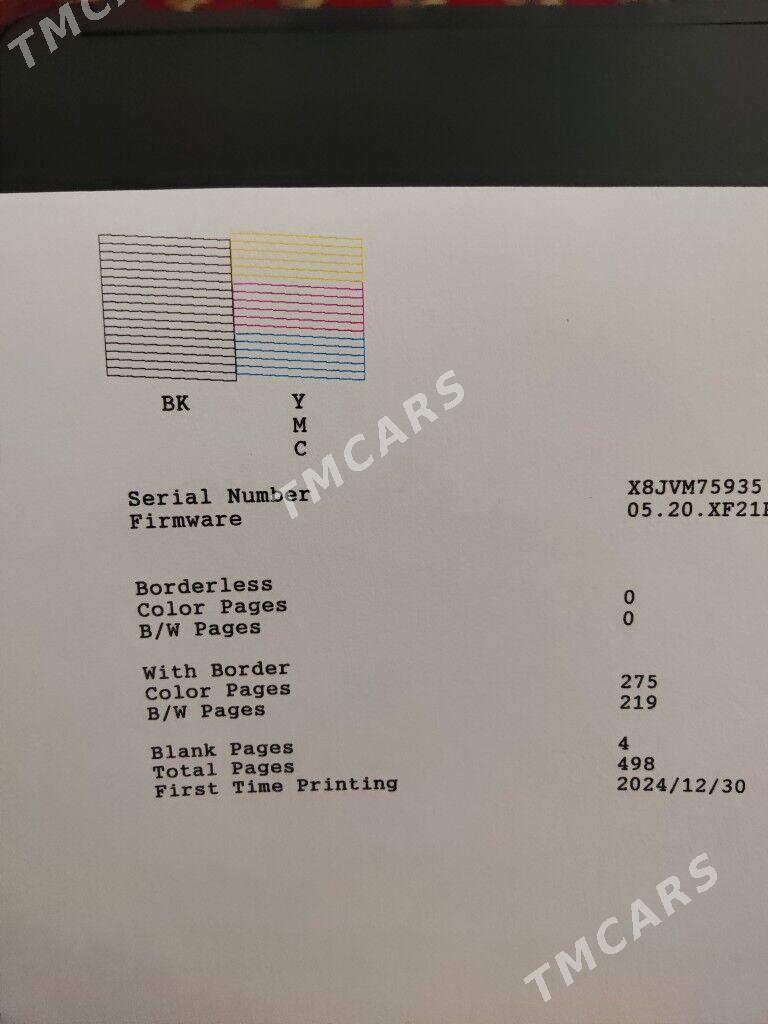 TMCARS
BK
Y
M
C
TMCARS
Serial Number X8JVM75935
Firmware 05.20.XF21
Borderless
Color Pages 0
B/W Pages 0
With Border
Color Pages 275
B/W Pages 219
Blank Pages 4
Total Pages 498
First Time Printing 2024/12/30
TMCARS